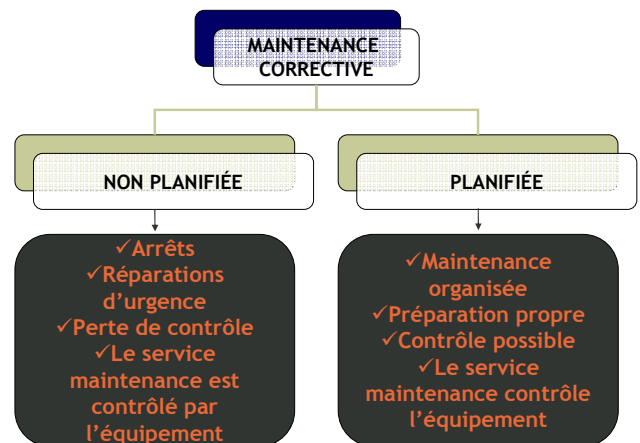 MAINTENANCE
CORRECTIVE
NON PLANIFIÉE
PLANIFIÉE
✓Arrêts
✓Réparations
d’urgence
✓Perte de contrôle
✓Le service
maintenance est
contrôlé par
l’équipement
✓Maintenance
organisée
✓Préparation propre
✓Contrôle possible
✓Le service
maintenance contrôle
l’équipement